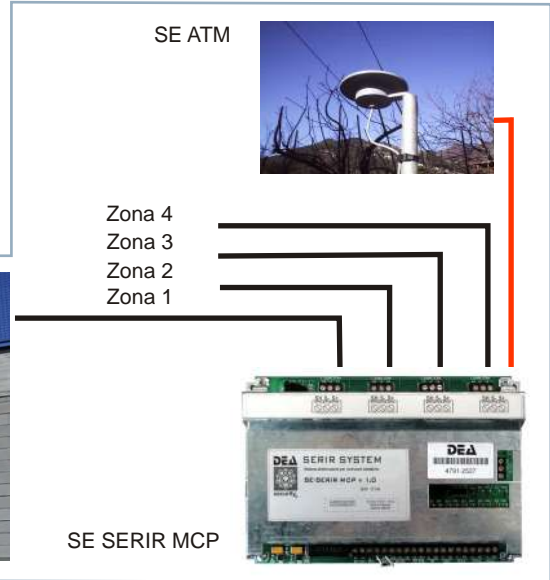 SE ATM
Zona 4
Zona 3
Zona 2
Zona 1
DEA SERIR SYSTEM
SE-SERIR MCP v 1.0
DEA
4791 2527
SE SERIR MCP